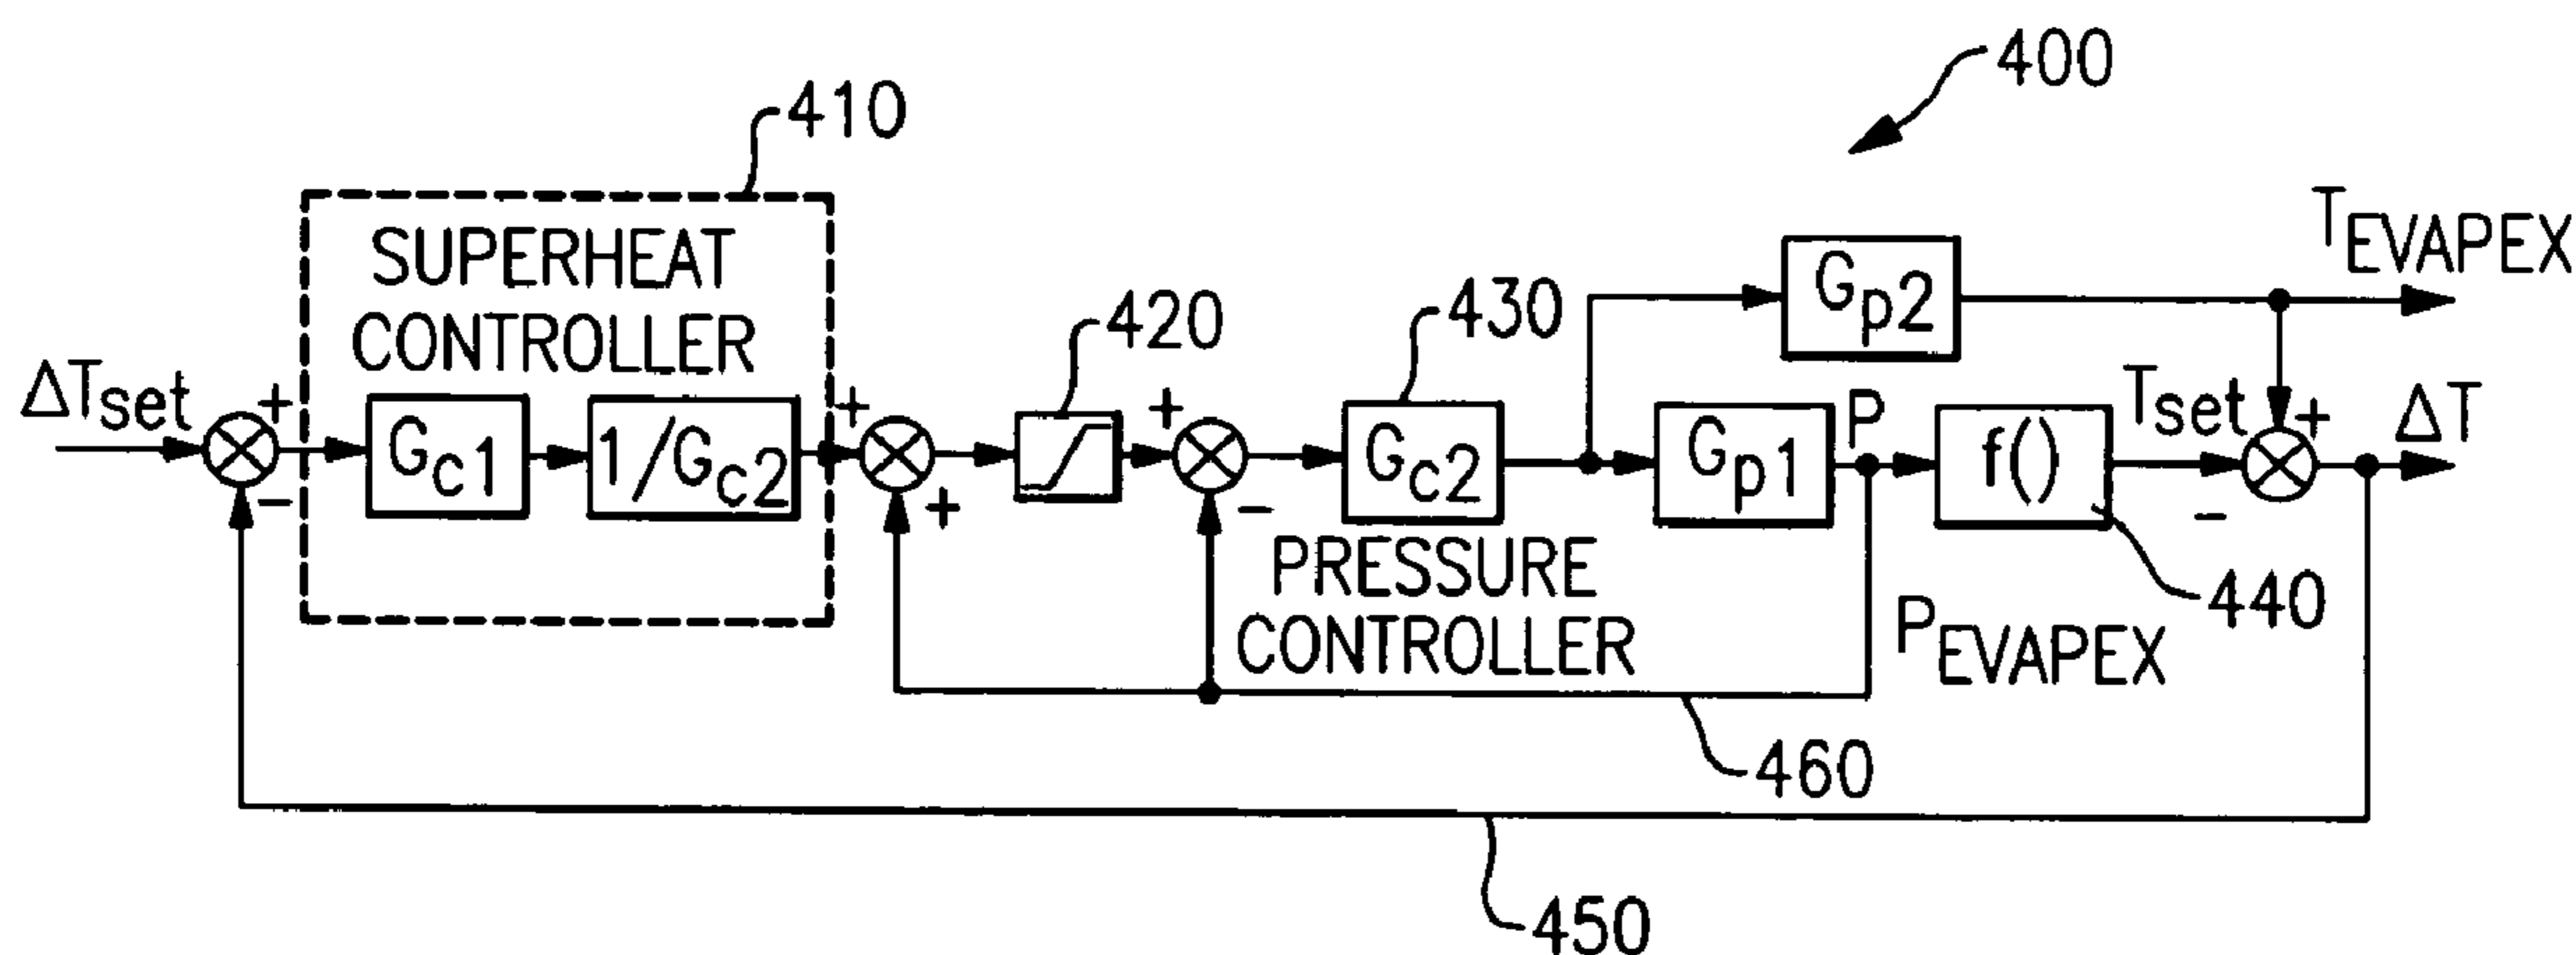 400
410
SUPERHEAT
CONTROLLER
TEVAPEX
Gp2
420
430
ΔTset
+
-
Gc1
1/Gc2
+
+
+
-
Gc2
Gp1
P
f()
Tset
+
-
ΔT
PRESSURE
CONTROLLER
PEVAPEX
440
460
450